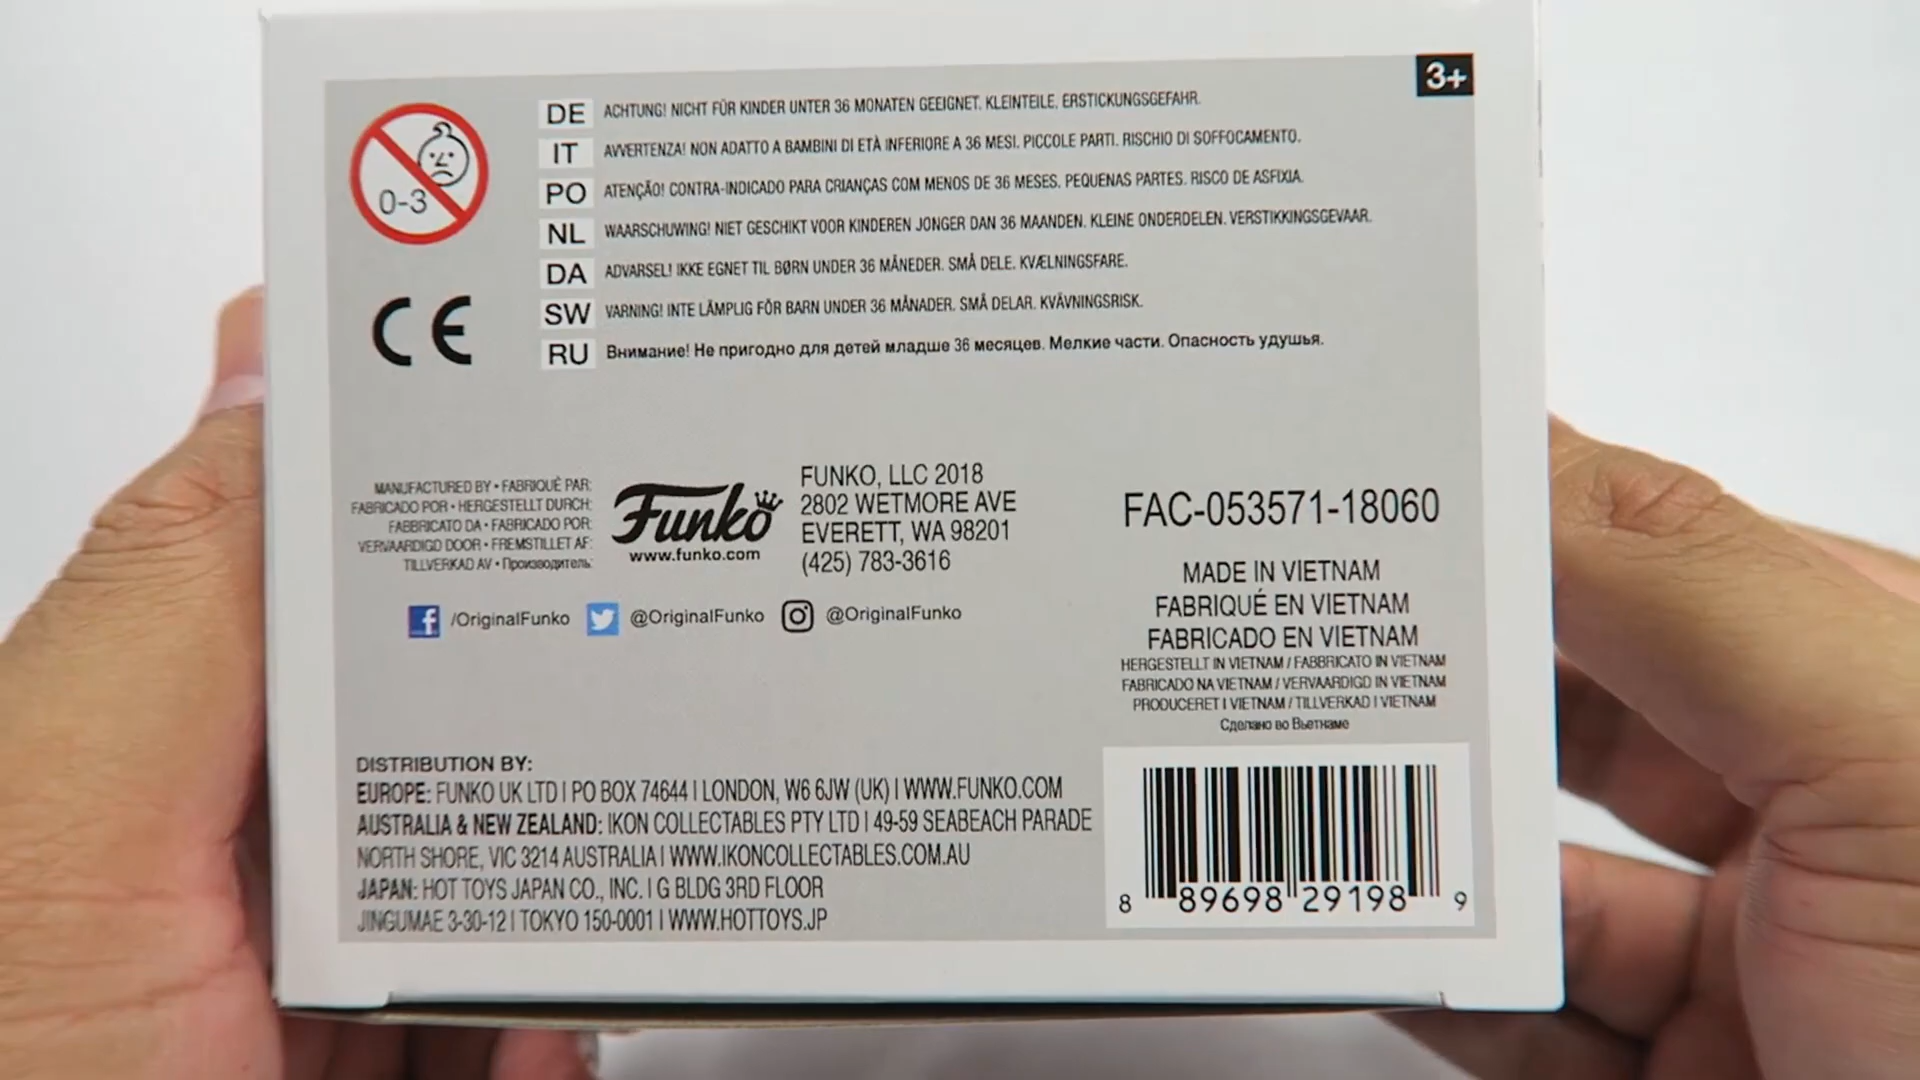 3+
0-3
DE ACHTUNG! NICHT FÜR KINDER UNTER 36 MONATEN GEEIGNET. KLEINTEILE. ERSTICKUNGSGEFAHR.
IT AVVERTENZA! NON ADATTO A BAMBINI DI ETÀ INFERIORE A 36 MESI. PICCOLE PARTI. RISCHIO DI SOFFOCAMENTO.
PO ATENÇÃO! CONTRA-INDICADO PARA CRIANÇAS COM MENOS DE 36 MESES. PEQUENAS PARTES. RISCO DE ASFIXIA.
NL WAARSCHUWING! NIET GESCHIKT VOOR KINDEREN JONGER DAN 36 MAANDEN. KLEINE ONDERDELEN. VERSTIKKINGSGEVAAR.
DA ADVARSEL! IKKE EGNET TIL BØRN UNDER 36 MÅNEDER. SMÅ DELE. KVÆLNINGSFARE.
SW VARNING! INTE LÄMPLIG FÖR BARN UNDER 36 MÅNADER. SMÅ DELAR. KVÄVNINGSRISK.
RU Внимание! Не пригодно для детей младше 36 месяцев. Мелкие части. Опасность удушья.
CE
MANUFACTURED BY • FABRIQUÉ PAR:
FABRICADO POR • HERGESTELLT DURCH:
FABBRICATO DA • FABRICADO POR:
VERVAARDIGD DOOR • FREMSTILLET AF:
TILLVERKAD AV • Производитель:
Funko
www.funko.com
FUNKO, LLC 2018
2802 WETMORE AVE
EVERETT, WA 98201
(425) 783-3616
/OriginalFunko @OriginalFunko @OriginalFunko
FAC-053571-18060
MADE IN VIETNAM
FABRIQUÉ EN VIETNAM
FABRICADO EN VIETNAM
HERGESTELLT IN VIETNAM / FABBRICATO IN VIETNAM
FABRICADO NA VIETNAM / VERVAARDIGD IN VIETNAM
PRODUCERET I VIETNAM / TILLVERKAD I VIETNAM
Сделано во Вьетнаме
DISTRIBUTION BY:
EUROPE: FUNKO UK LTD | PO BOX 74644 | LONDON, W6 6JW (UK) | WWW.FUNKO.COM
AUSTRALIA & NEW ZEALAND: IKON COLLECTABLES PTY LTD | 49-59 SEABEACH PARADE
NORTH SHORE, VIC 3214 AUSTRALIA | WWW.IKONCOLLECTABLES.COM.AU
JAPAN: HOT TOYS JAPAN CO., INC. | G BLDG 3RD FLOOR
JINGUMAE 3-30-12 | TOKYO 150-0001 | WWW.HOTTOYS.JP
8 89698 29198 9